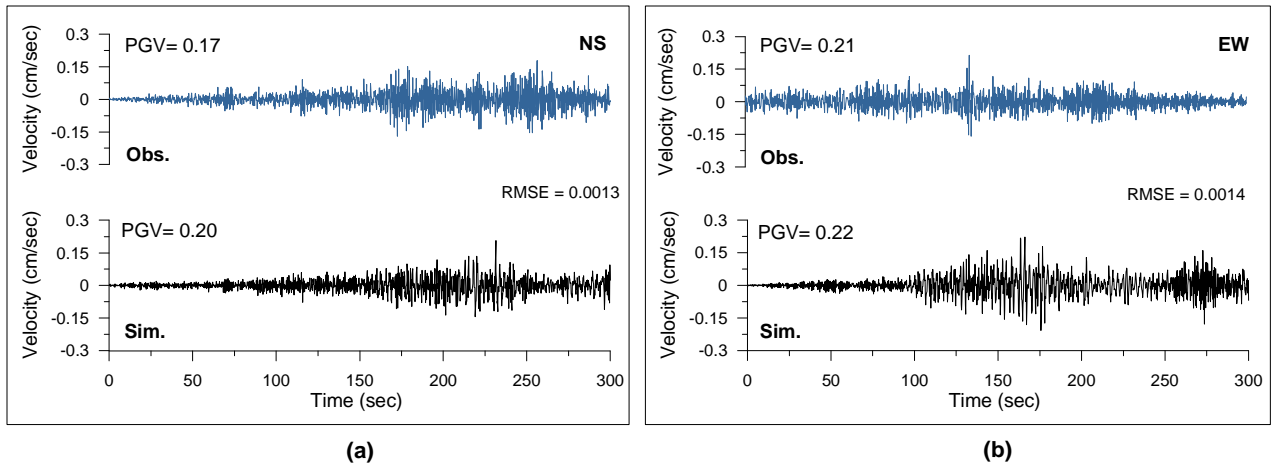 PGV= 0.17
NS
0.3
0.15
0
-0.15
-0.3
Velocity (cm/sec)
Obs.
RMSE = 0.0013
PGV= 0.20
0.3
0.15
0
-0.15
-0.3
Velocity (cm/sec)
Sim.
0 50 100 150 200 250 300
Time (sec)
(a)
PGV= 0.21
EW
0.3
0.15
0
-0.15
-0.3
Velocity (cm/sec)
Obs.
RMSE = 0.0014
PGV= 0.22
0.3
0.15
0
-0.15
-0.3
Velocity (cm/sec)
Sim.
0 50 100 150 200 250 300
Time (sec)
(b)